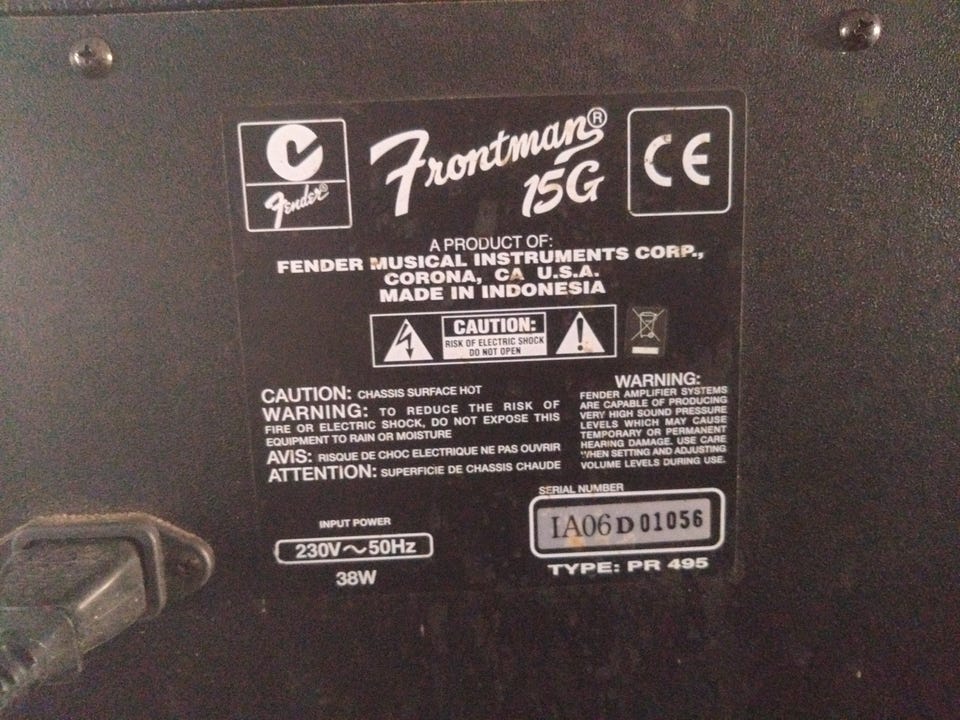 Fender®
Frontman®
15G
CE
A PRODUCT OF:
FENDER MUSICAL INSTRUMENTS CORP.,
CORONA, CA U.S.A.
MADE IN INDONESIA
CAUTION:
RISK OF ELECTRIC SHOCK
DO NOT OPEN
CAUTION: CHASSIS SURFACE HOT
WARNING: TO REDUCE THE RISK OF
FIRE OR ELECTRIC SHOCK, DO NOT EXPOSE THIS
EQUIPMENT TO RAIN OR MOISTURE
AVIS: RISQUE DE CHOC ELECTRIQUE NE PAS OUVRIR
ATTENTION: SUPERFICIE DE CHASSIS CHAUDE
WARNING:
FENDER AMPLIFIER SYSTEMS
ARE CAPABLE OF PRODUCING
VERY HIGH SOUND PRESSURE
LEVELS WHICH MAY CAUSE
TEMPORARY OR PERMANENT
HEARING DAMAGE. USE CARE
WHEN SETTING AND ADJUSTING
VOLUME LEVELS DURING USE.
INPUT POWER
230V～50Hz
38W
SERIAL NUMBER
IA06 D 01056
TYPE: PR 495